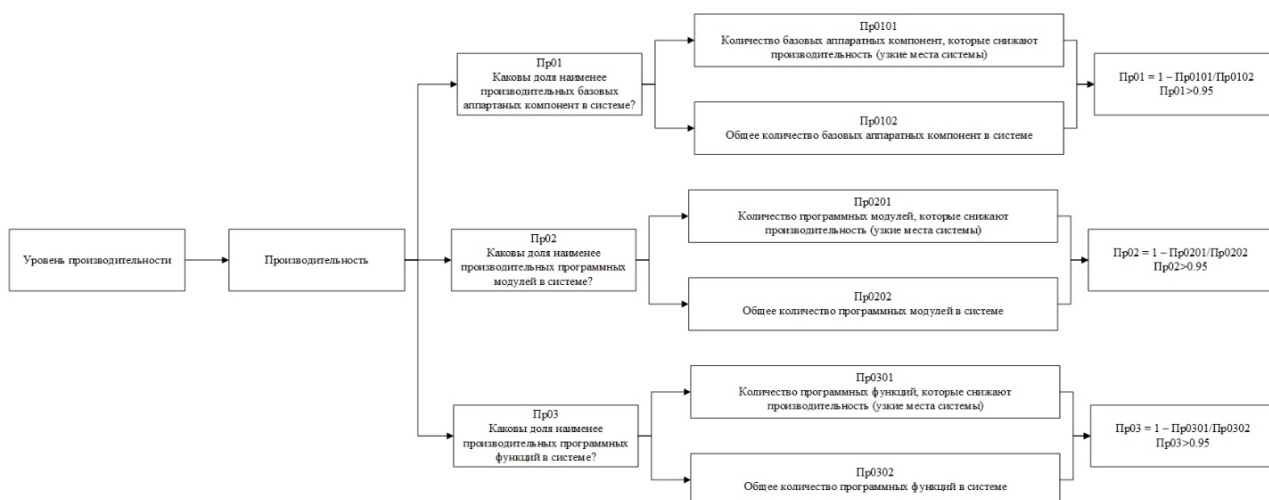 Уровень производительности
Производительность
Пр01
Каковы доля наименее
производительных базовых
аппартаных компонент в системе?
Пр0101
Количество базовых аппаратных компонент, которые снижают
производительность (узкие места системы)
Пр0102
Общее количество базовых аппаратных компонент в системе
Пр01 = 1 – Пр0101/Пр0102
Пр01>0.95
Пр02
Каковы доля наименее
производительных программных
модулей в системе?
Пр0201
Количество программных модулей, которые снижают
производительность (узкие места системы)
Пр0202
Общее количество программных модулей в системе
Пр02 = 1 – Пр0201/Пр0202
Пр02>0.95
Пр03
Каковы доля наименее
производительных программных
функций в системе?
Пр0301
Количество программных функций, которые снижают
производительность (узкие места системы)
Пр0302
Общее количество программных функций в системе
Пр03 = 1 – Пр0301/Пр0302
Пр03>0.95